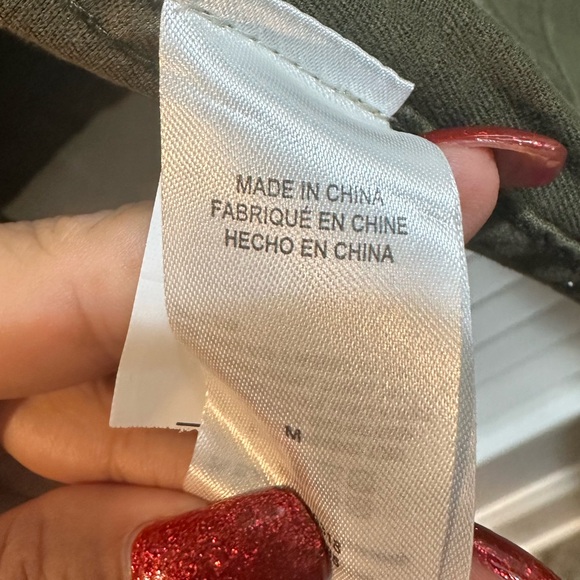 MADE IN CHINA
FABRIQUÉ EN CHINE
HECHO EN CHINA
M